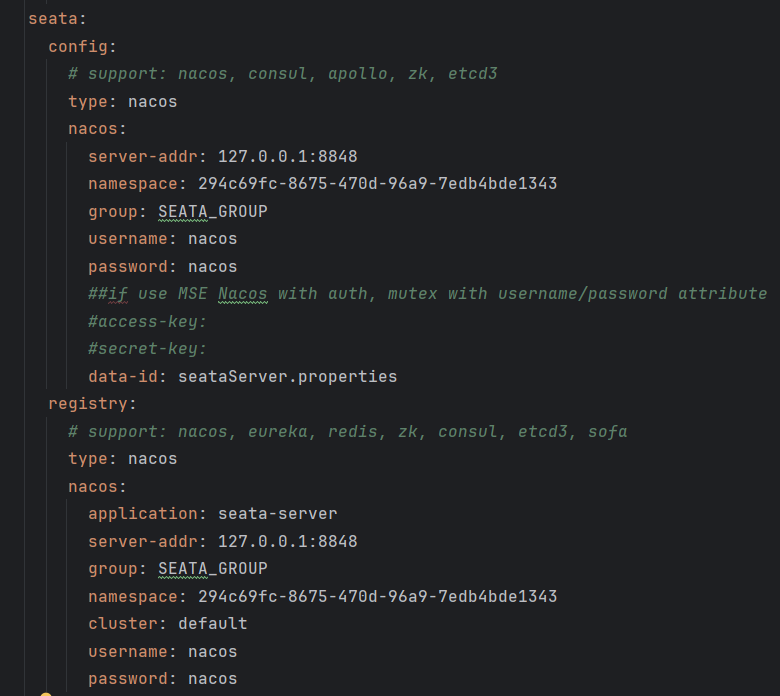 seata:
config:
# support: nacos, consul, apollo, zk, etcd3
type: nacos
nacos:
server-addr: 127.0.0.1:8848
namespace: 294c69fc-8675-470d-96a9-7edb4bde1343
group: SEATA_GROUP
username: nacos
password: nacos
##if use MSE Nacos with auth, mutex with username/password attribute
#access-key:
#secret-key:
data-id: seataServer.properties
registry:
# support: nacos, eureka, redis, zk, consul, etcd3, sofa
type: nacos
nacos:
application: seata-server
server-addr: 127.0.0.1:8848
group: SEATA_GROUP
namespace: 294c69fc-8675-470d-96a9-7edb4bde1343
cluster: default
username: nacos
password: nacos